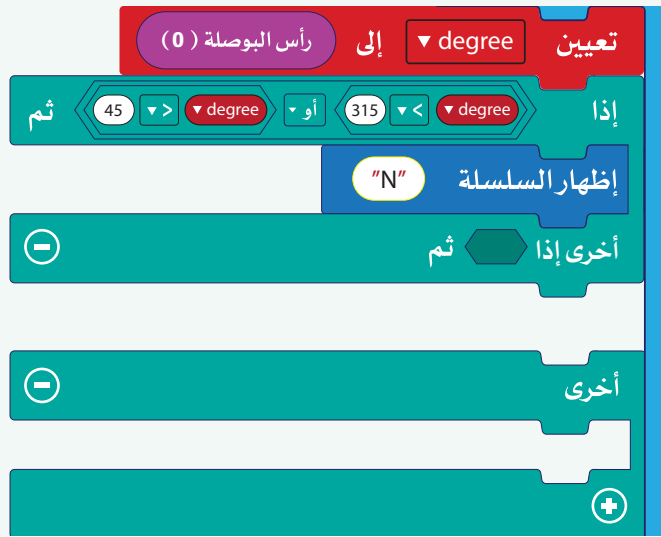 تعيين degree ▼ إلى رأس البوصلة ( 0 )
إذا degree ▼ > ▼ 315 أو ▼ degree ▼ < ▼ 45 ثم
إظهار السلسلة "N"
أخرى إذا ثم
أخرى